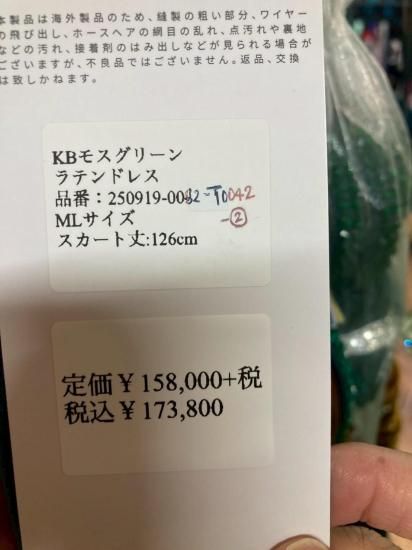 本製品は海外製品のため、縫製の粗い部分、ワイヤー
の飛び出し、ホースヘアの網目の乱れ、点汚れや裏地
などの汚れ、接着剤のはみ出しなどが見られる場合が
ございますが、不良品ではございません。返品、交換
は致しかねます。
KBモスグリーン
ラテンドレス
品番：250919-0042-T0042
MLサイズ -②
スカート丈:126cm
定価￥158,000+税
税込￥173,800